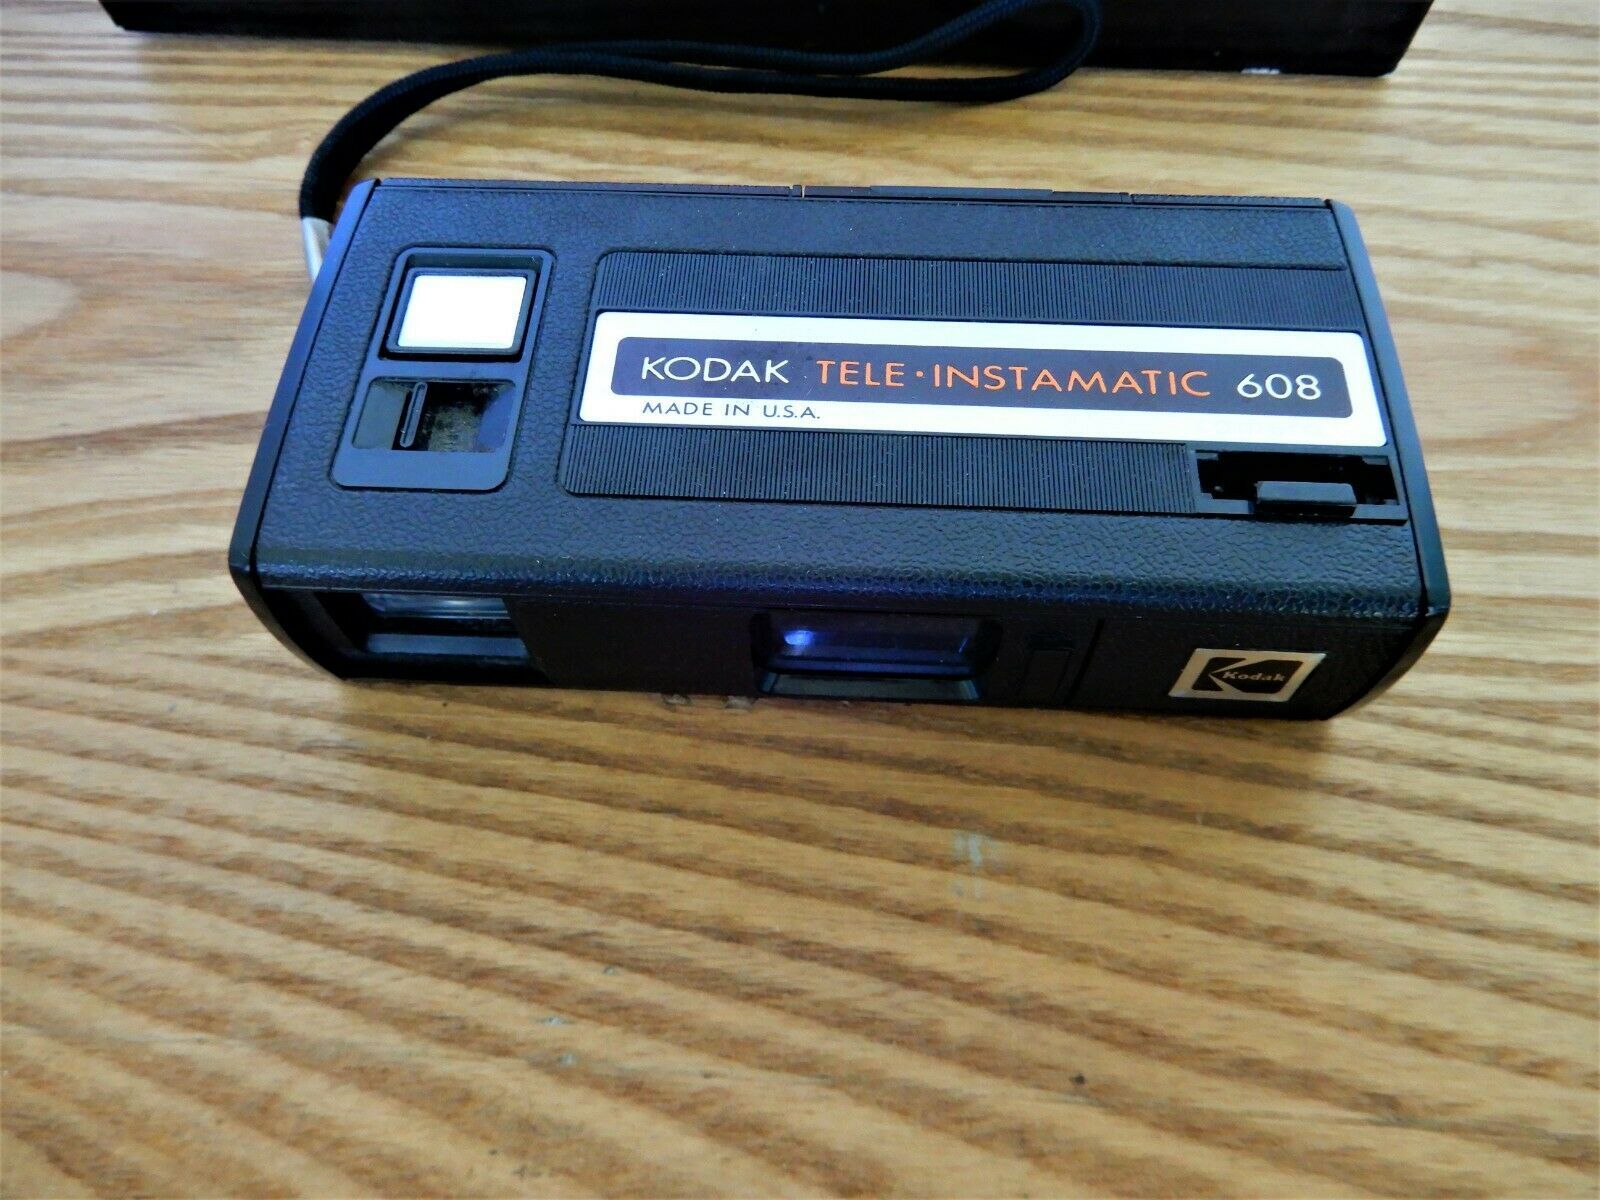 KODAK TELE·INSTAMATIC 608
MADE IN U.S.A.
Kodak